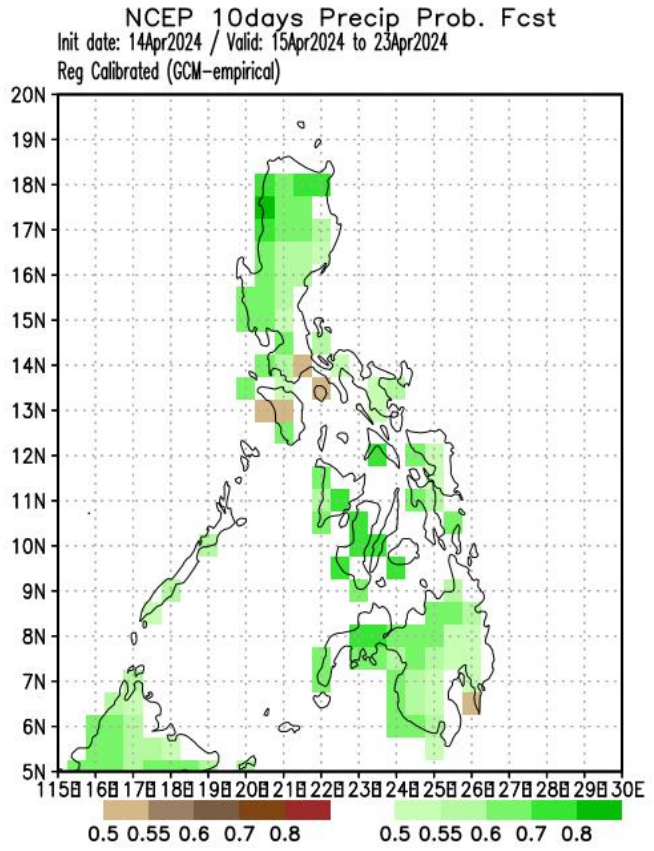 NCEP 10days Precip Prob. Fcst
Init date: 14Apr2024 / Valid: 15Apr2024 to 23Apr2024
Reg Calibrated (GCM-empirical)
20N
19N
18N
17N
16N
15N
14N
13N
12N
11N
10N
9N
8N
7N
6N
5N
115E 116E 117E 118E 119E 120E 121E 122E 123E 124E 125E 126E 127E 128E 129E 130E
0.5 0.55 0.6 0.7 0.8 0.5 0.55 0.6 0.7 0.8